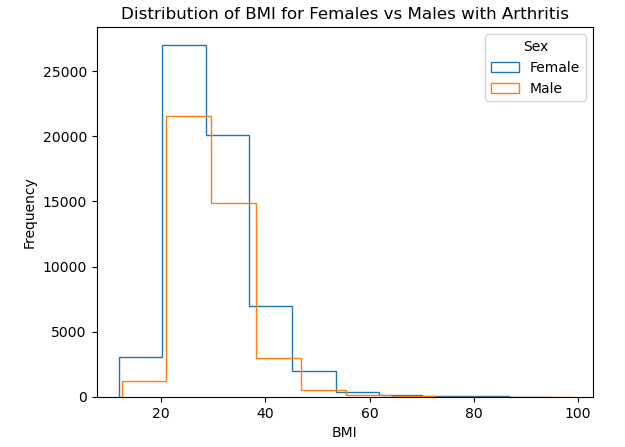 Distribution of BMI for Females vs Males with Arthritis
Sex
Female
Male
Frequency
25000
20000
15000
10000
5000
0
20
40
60
80
100
BMI